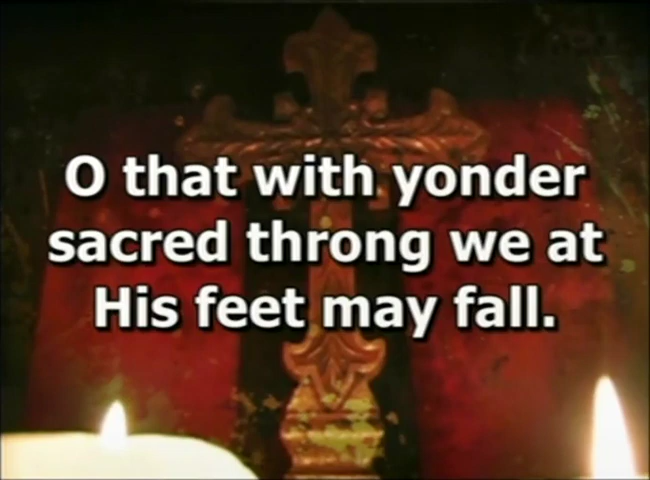 O that with yonder
sacred throng we at
His feet may fall.